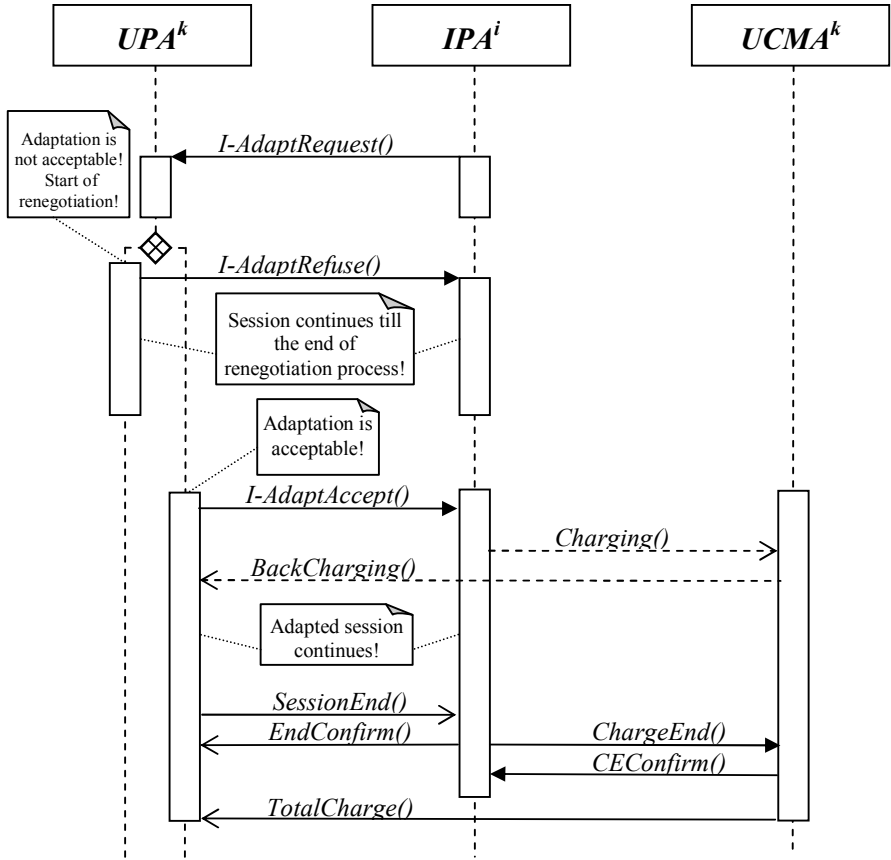 UPA^k
IPA^i
UCMA^k
Adaptation is
not acceptable!
Start of
renegotiation!
I-AdaptRequest()
I-AdaptRefuse()
Session continues till
the end of
renegotiation process!
Adaptation is
acceptable!
I-AdaptAccept()
Charging()
BackCharging()
Adapted session
continues!
SessionEnd()
EndConfirm()
ChargeEnd()
CEConfirm()
TotalCharge()